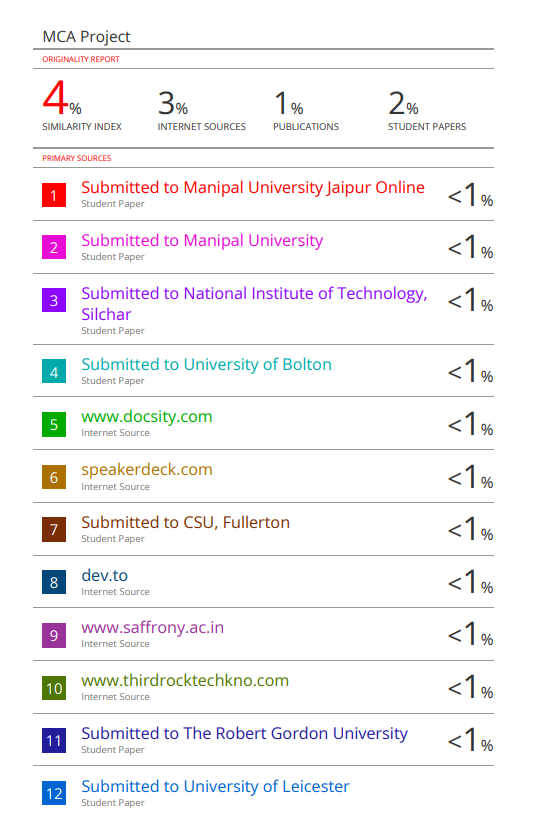 MCA Project
ORIGINALITY REPORT
4%
SIMILARITY INDEX
3%
INTERNET SOURCES
1%
PUBLICATIONS
2%
STUDENT PAPERS
PRIMARY SOURCES
1
Submitted to Manipal University Jaipur Online
Student Paper
<1%
2
Submitted to Manipal University
Student Paper
<1%
3
Submitted to National Institute of Technology,
Silchar
Student Paper
<1%
4
Submitted to University of Bolton
Student Paper
<1%
5
www.docsity.com
Internet Source
<1%
6
speakerdeck.com
Internet Source
<1%
7
Submitted to CSU, Fullerton
Student Paper
<1%
8
dev.to
Internet Source
<1%
9
www.saffrony.ac.in
Internet Source
<1%
10
www.thirdrocktechkno.com
Internet Source
<1%
11
Submitted to The Robert Gordon University
Student Paper
<1%
12
Submitted to University of Leicester
Student Paper